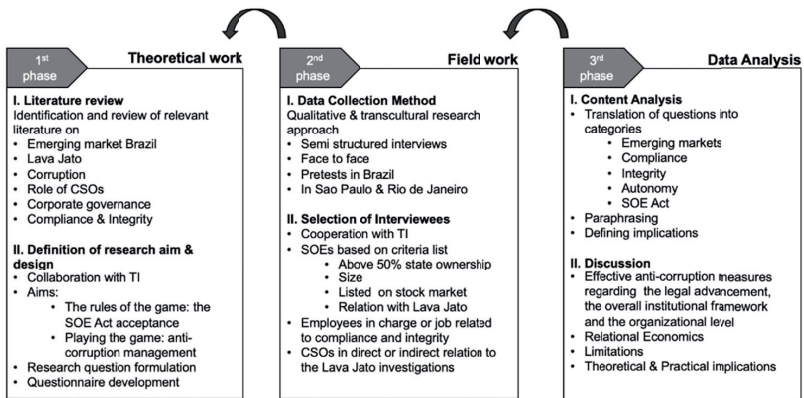 1st
phase
Theoretical work
I. Literature review
Identification and review of relevant
literature on
• Emerging market Brazil
• Lava Jato
• Corruption
• Role of CSOs
• Corporate governance
• Compliance & Integrity
II. Definition of research aim &
design
• Collaboration with TI
• Aims:
• The rules of the game: the
SOE Act acceptance
• Playing the game: anti-
corruption management
• Research question formulation
• Questionnaire development
2nd
phase
Field work
I. Data Collection Method
Qualitative & transcultural research
approach
• Semi structured interviews
• Face to face
• Pretests in Brazil
• In Sao Paulo & Rio de Janeiro
II. Selection of Interviewees
• Cooperation with TI
• SOEs based on criteria list
• Above 50% state ownership
• Size
• Listed on stock market
• Relation with Lava Jato
• Employees in charge or job related
to compliance and integrity
• CSOs in direct or indirect relation to
the Lava Jato investigations
3rd
phase
Data Analysis
I. Content Analysis
• Translation of questions into
categories
• Emerging markets
• Compliance
• Integrity
• Autonomy
• SOE Act
• Paraphrasing
• Defining implications
II. Discussion
• Effective anti-corruption measures
regarding the legal advancement,
the overall institutional framework
and the organizational level
• Relational Economics
• Limitations
• Theoretical & Practical implications